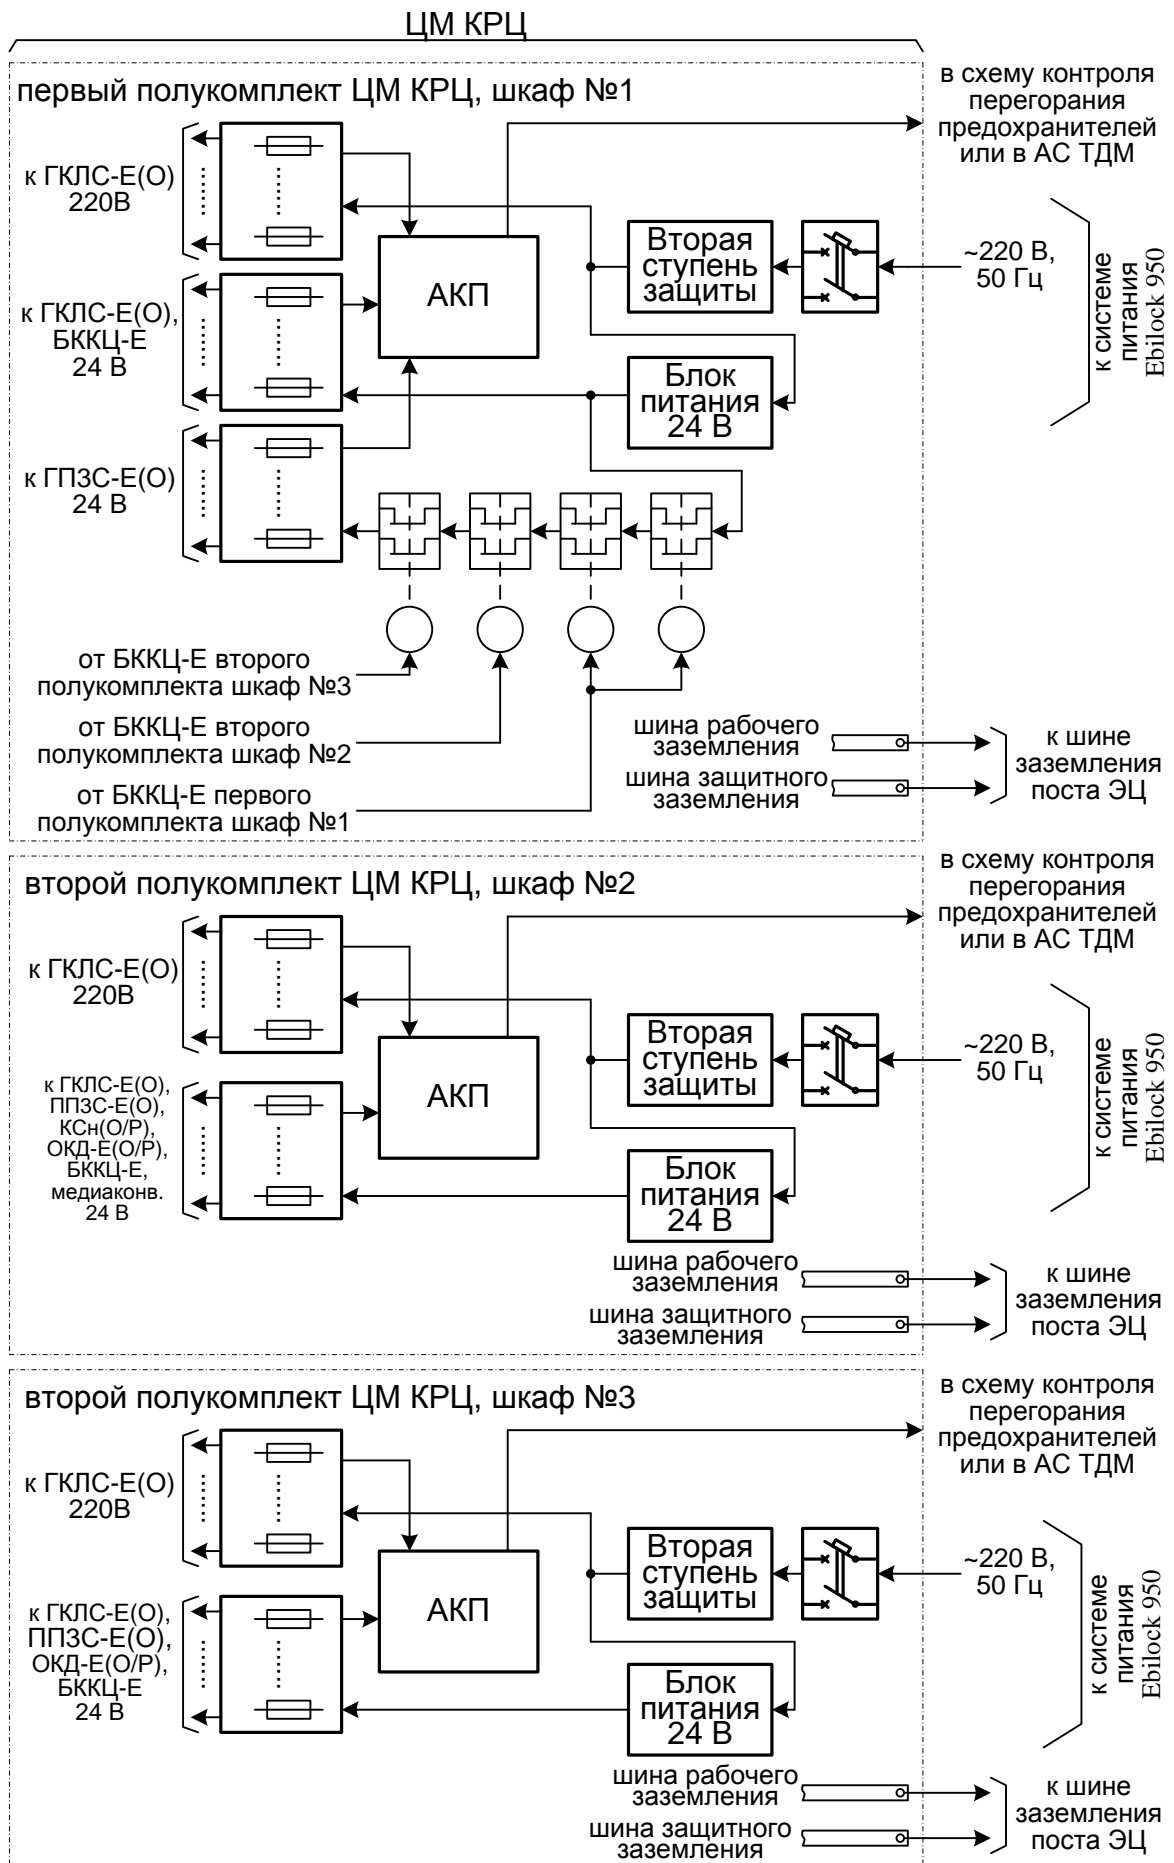 ЦМ КРЦ
первый полукомплект ЦМ КРЦ, шкаф №1
в схему контроля
перегорания
предохранителей
или в АС ТДМ
к ГКЛС-Е(О)
220В
АКП
Вторая
ступень
защиты
~220 В,
50 Гц
к системе
питания
Ebilock 950
к ГКЛС-Е(О),
БККЦ-Е
24 В
Блок
питания
24 В
к ГПЗС-Е(О)
24 В
от БККЦ-Е второго
полукомплекта шкаф №3
от БККЦ-Е второго
полукомплекта шкаф №2
от БККЦ-Е первого
полукомплекта шкаф №1
шина рабочего
заземления
шина защитного
заземления
к шине
заземления
поста ЭЦ
второй полукомплект ЦМ КРЦ, шкаф №2
в схему контроля
перегорания
предохранителей
или в АС ТДМ
к ГКЛС-Е(О)
220В
АКП
Вторая
ступень
защиты
~220 В,
50 Гц
к системе
питания
Ebilock 950
к ГКЛС-Е(О),
ППЗС-Е(О),
КСн(О/Р),
ОКД-Е(О/Р),
БККЦ-Е,
медиаконв.
24 В
Блок
питания
24 В
шина рабочего
заземления
шина защитного
заземления
к шине
заземления
поста ЭЦ
второй полукомплект ЦМ КРЦ, шкаф №3
в схему контроля
перегорания
предохранителей
или в АС ТДМ
к ГКЛС-Е(О)
220В
АКП
Вторая
ступень
защиты
~220 В,
50 Гц
к системе
питания
Ebilock 950
к ГКЛС-Е(О),
ППЗС-Е(О),
ОКД-Е(О/Р),
БККЦ-Е
24 В
Блок
питания
24 В
шина рабочего
заземления
шина защитного
заземления
к шине
заземления
поста ЭЦ